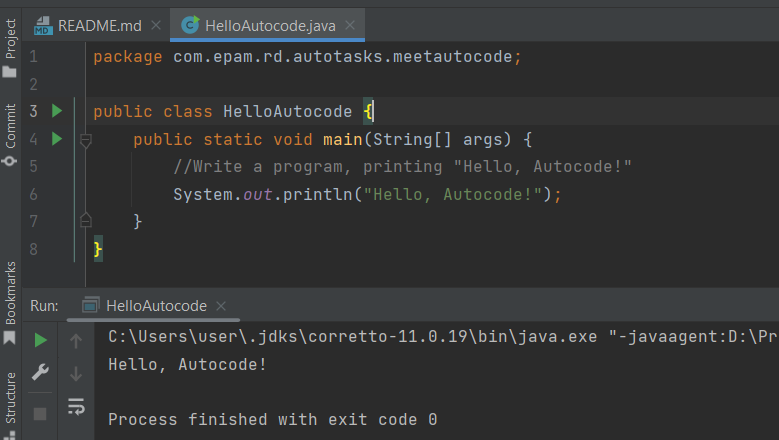 Project
Commit
Bookmarks
Structure
README.md
HelloAutocode.java
1 package com.epam.rd.autotasks.meetautocode;
2
3 public class HelloAutocode {
4 public static void main(String[] args) {
5 //Write a program, printing "Hello, Autocode!"
6 System.out.println("Hello, Autocode!");
7 }
8 }
Run: HelloAutocode
C:\Users\user\.jdks\corretto-11.0.19\bin\java.exe "-javaagent:D:\Pr
Hello, Autocode!
Process finished with exit code 0